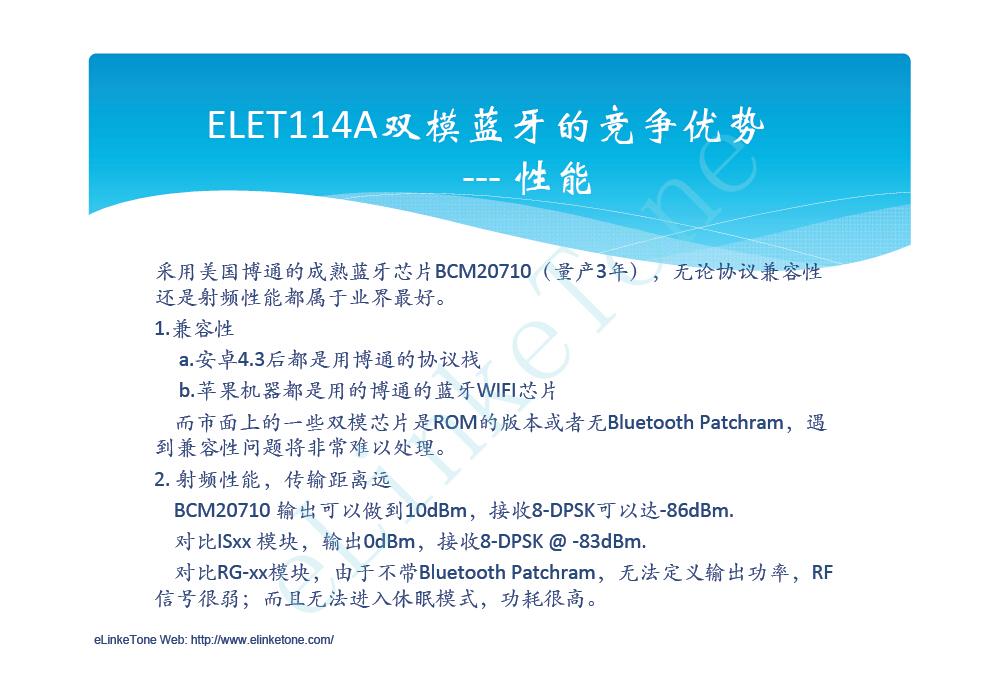 ELET114A双模蓝牙的竞争优势
--- 性能
采用美国博通的成熟蓝牙芯片BCM20710（量产3年），无论协议兼容性
还是射频性能都属于业界最好。
1.兼容性
a.安卓4.3后都是用博通的协议栈
b.苹果机器都是用的博通的蓝牙WIFI芯片
而市面上的一些双模芯片是ROM的版本或者无Bluetooth Patchram，遇
到兼容性问题将非常难以处理。
2. 射频性能，传输距离远
BCM20710 输出可以做到10dBm，接收8-DPSK可以达-86dBm.
对比ISxx 模块，输出0dBm，接收8-DPSK @ -83dBm.
对比RG-xx模块，由于不带Bluetooth Patchram，无法定义输出功率，RF
信号很弱；而且无法进入休眠模式，功耗很高。
eLinkeTone Web: http://www.elinketone.com/
eLinkeTone